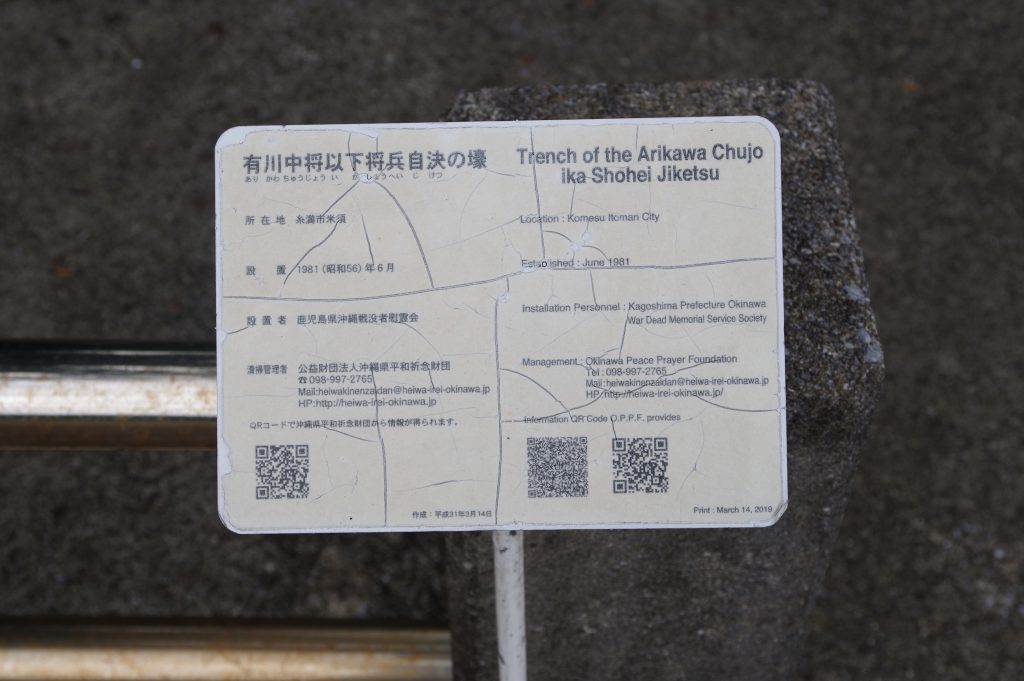 有川中将以下将兵自決の壕
あり かわ ちゅうじょう い か しょうへい じ けつ
所在地 糸満市米須
設置 1981(昭和56)年6月
設置者 鹿児島県沖縄戦没者慰霊会
清掃管理者 公益財団法人沖縄県平和祈念財団
☎098-997-2765
Mail:heiwakinenzaidan@heiwa-irei-okinawa.jp
HP:http://heiwa-irei-okinawa.jp
QRコードで沖縄県平和祈念財団から情報が得られます。
作成:平成31年3月14日
Trench of the Arikawa Chujo
ika Shohei Jiketsu
Location : Komesu Itoman City
Established : June 1981
Installation Personnel : Kagoshima Prefecture Okinawa
War Dead Memorial Service Society
Management : Okinawa Peace Prayer Foundation
Tel : 098-997-2765
Mail:heiwakinenzaidan@heiwa-irei-okinawa.jp
HP:http://heiwa-irei-okinawa.jp/
Information QR Code O.P.P.F. provides
Print : March 14, 2019